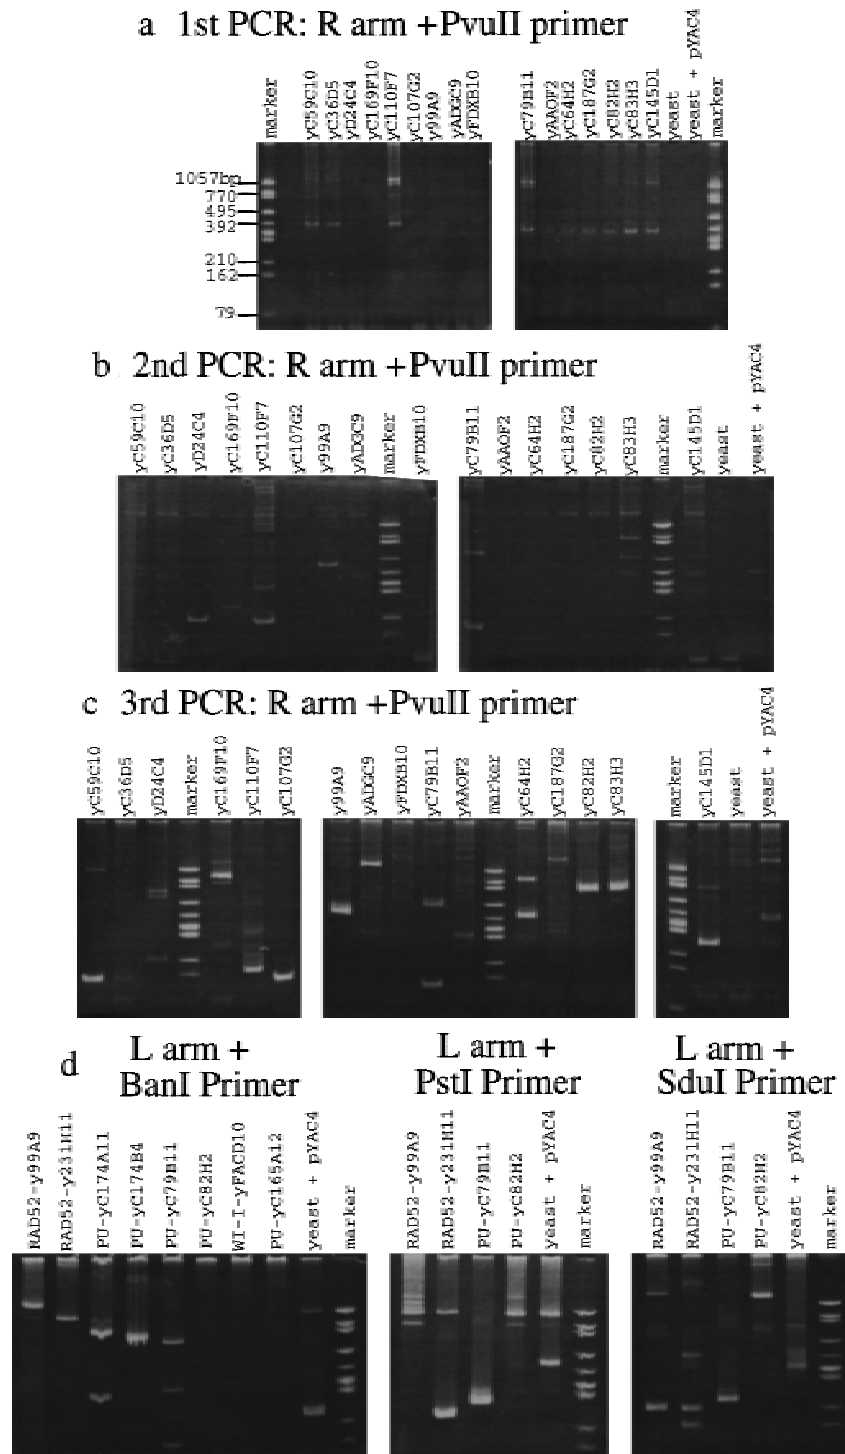 a 1st PCR: R arm +PvuII primer
marker
yC59C10
yC36D5
yD24C4
yC169F10
yC110F7
yC107G2
y99A9
yADGC9
yFDXB10
yC79B11
yAAOF2
yC64H2
yC187G2
yC82H2
yC83H3
yC145D1
yeast
yeast + pYAC4
marker
1057bp
770
495
392
210
162
79
b 2nd PCR: R arm +PvuII primer
yC59C10
yC36D5
yD24C4
yC169F10
yC110F7
yC107G2
y99A9
yADGC9
marker
yFDXB10
yC79B11
yAAOF2
yC64H2
yC187G2
yC82H2
yC83H3
marker
yC145D1
yeast
yeast + pYAC4
c 3rd PCR: R arm +PvuII primer
yC59C10
yC36D5
yD24C4
marker
yC169F10
yC110F7
yC107G2
y99A9
yADGC9
yFDXB10
yC79B11
yAAOF2
marker
yC64H2
yC187G2
yC82H2
yC83H3
marker
yC145D1
yeast
yeast + pYAC4
d
L arm +
BanI Primer
L arm +
PstI Primer
L arm +
SduI Primer
RAD52-y99A9
RAD52-y231H11
PU-yC174A11
PU-yC174B4
PU-yC79B11
PU-yC82H2
WI-I-yFACD10
PU-yC165A12
yeast + pYAC4
marker
RAD52-y99A9
RAD52-y231H11
PU-yC79B11
PU-yC82H2
yeast + pYAC4
marker
RAD52-y99A9
RAD52-y231H11
PU-yC79B11
PU-yC82H2
yeast + pYAC4
marker